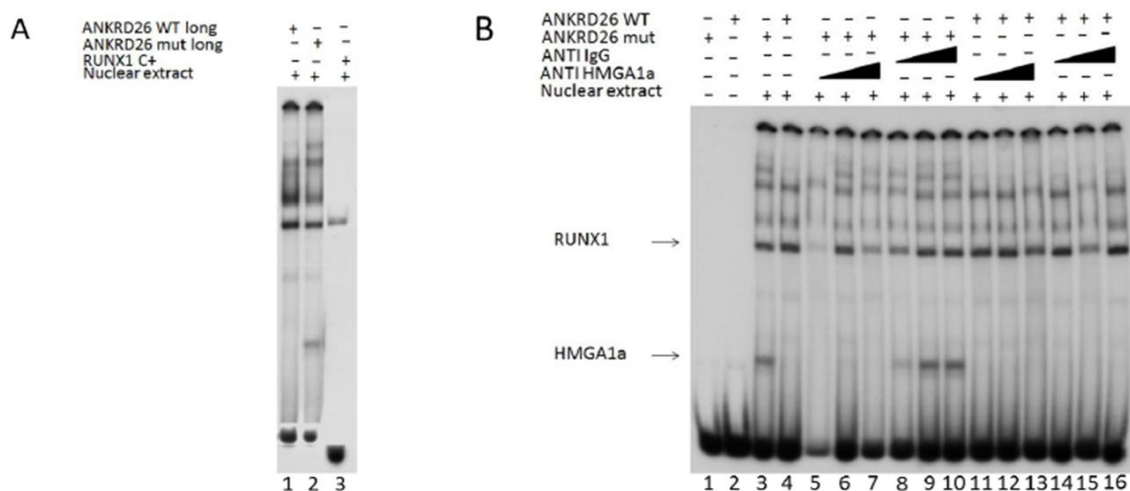 A
ANKRD26 WT long +
ANKRD26 mut long +
RUNX1 C+ +
Nuclear extract + + +
1 2 3
B
ANKRD26 WT – + – + – – – – – – + + + + + +
ANKRD26 mut + – + – + + + + + + – – – – – –
ANTI IgG – – – – – – – – – –
ANTI HMGA1a – – – – – – – – – –
Nuclear extract – – + + + + + + + + + + + + + +
RUNX1 →
HMGA1a →
1 2 3 4 5 6 7 8 9 10 11 12 13 14 15 16